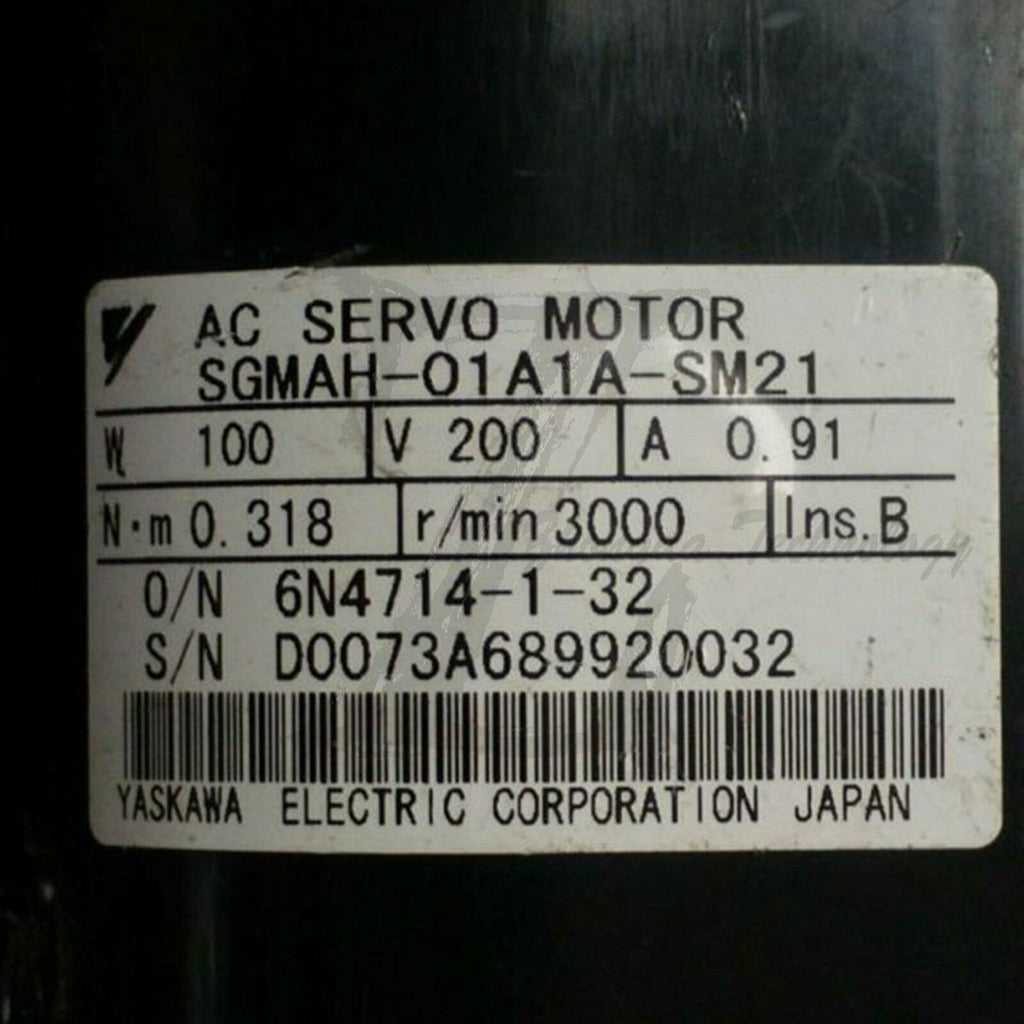 AC SERVO MOTOR
SGMAH-01A1A-SM21
W 100 V 200 A 0.91
N·m 0.318 r/min 3000 Ins. B
O/N 6N4714-1-32
S/N D0073A689920032
YASKAWA ELECTRIC CORPORATION JAPAN
Technology